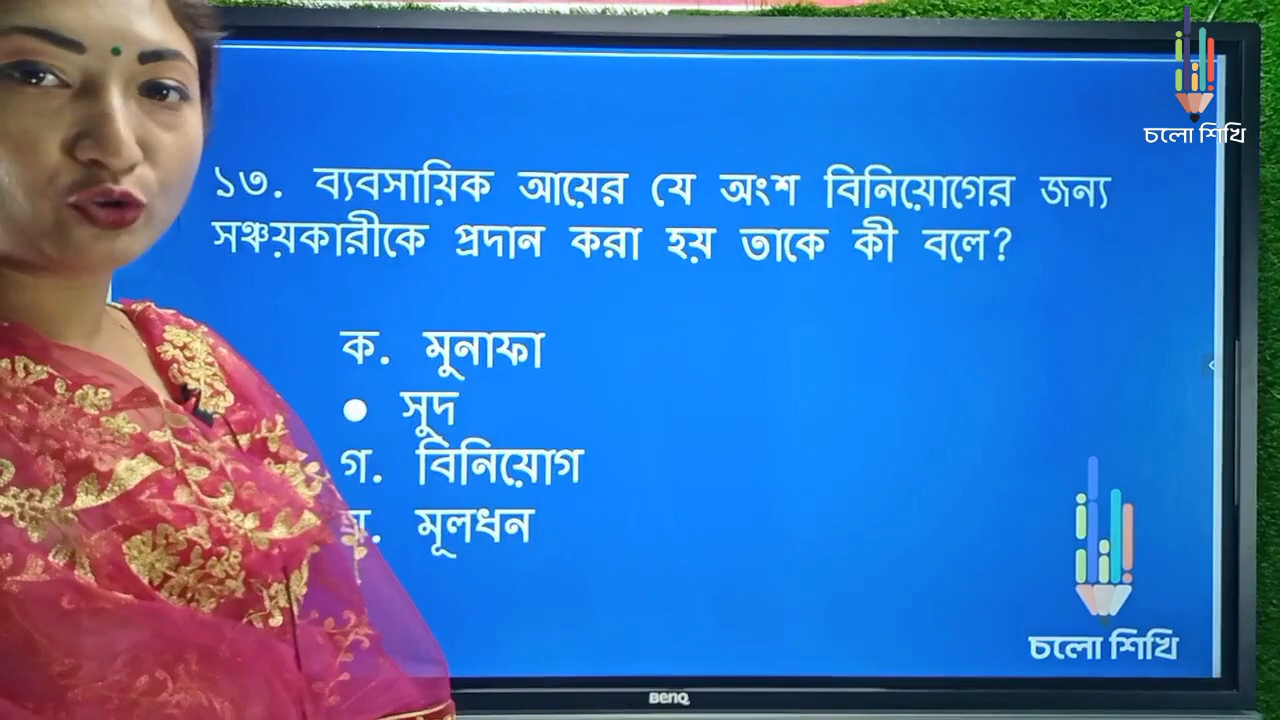 চলো শিখি
১৩. ব্যবসায়িক আয়ের যে অংশ বিনিয়োগের জন্য
সঞ্চয়কারীকে প্রদান করা হয় তাকে কী বলে?
ক. মুনাফা
● সুদ
গ. বিনিয়োগ
মূলধন
চলো শিখি
BenQ